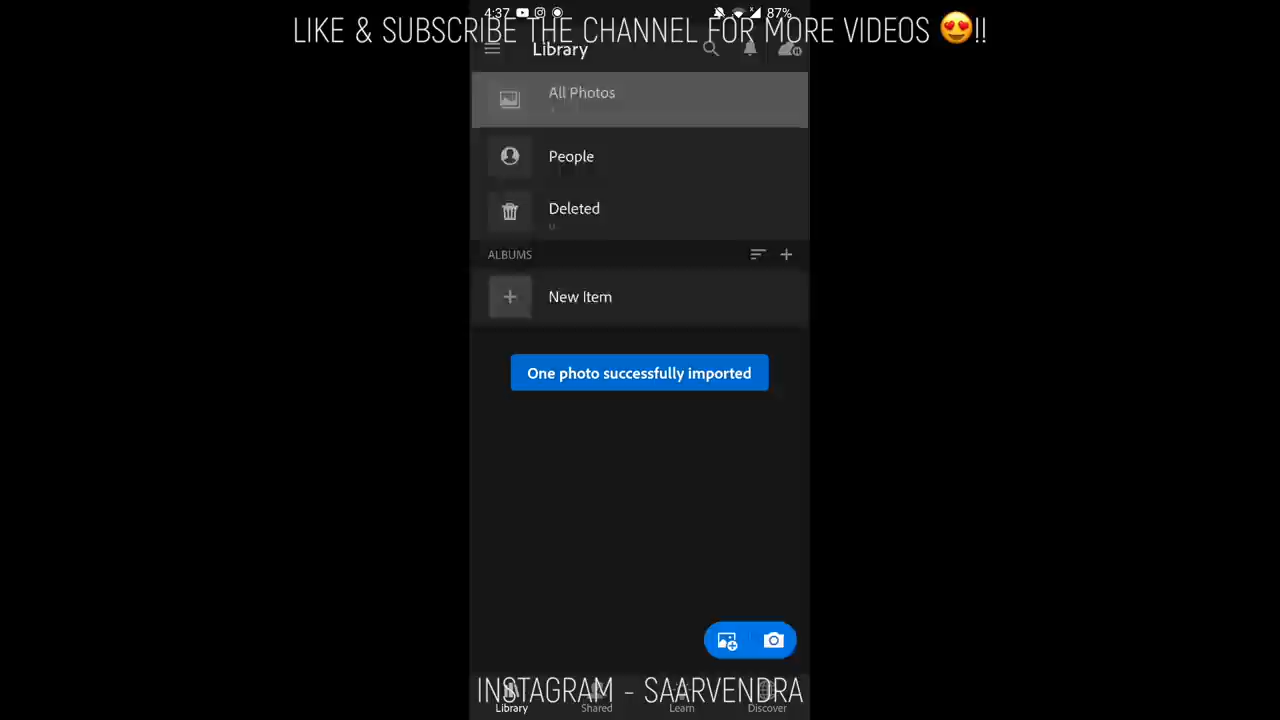 4:37 87%
LIKE & SUBSCRIBE THE CHANNEL FOR MORE VIDEOS 😍!!
Library
All Photos
People
Deleted
ALBUMS
New Item
One photo successfully imported
INSTAGRAM - SAARVENDRA
Library Shared Learn Discover